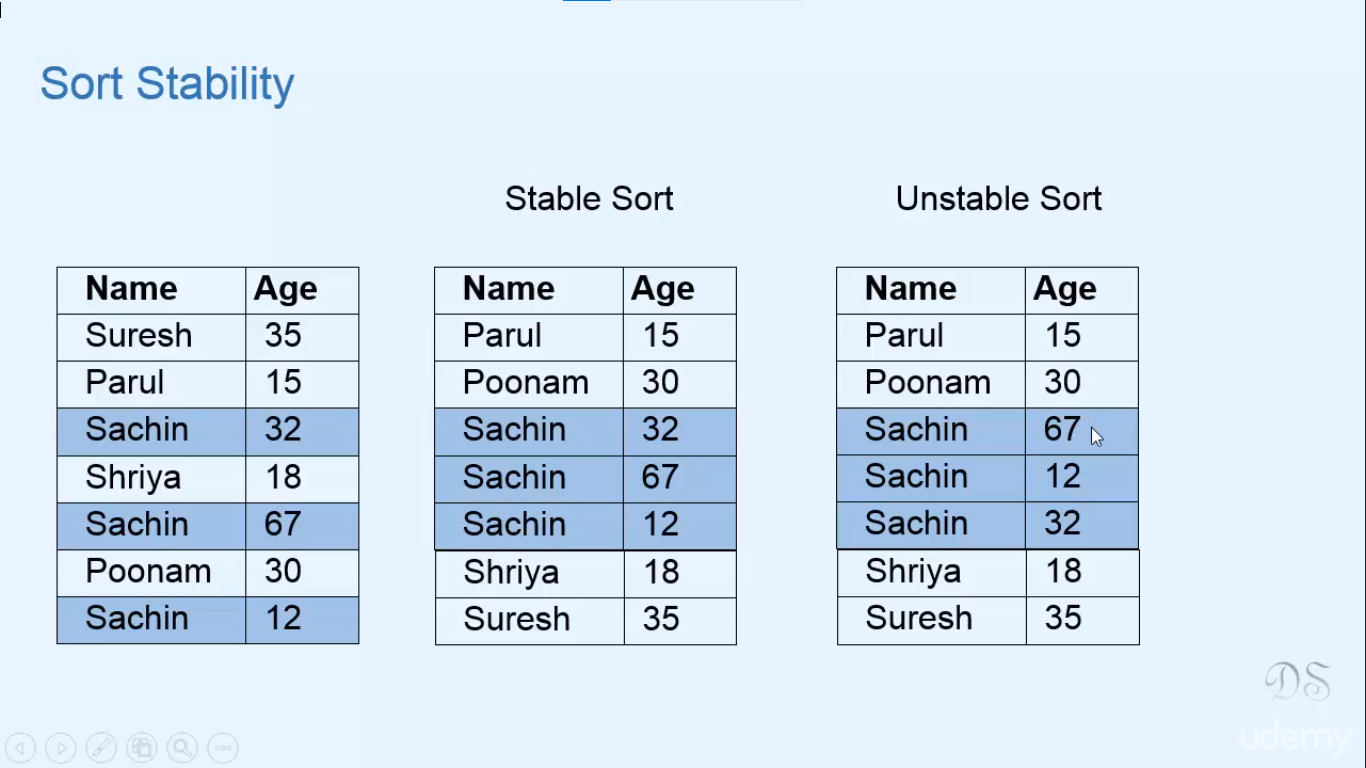 Sort Stability
Stable Sort
Unstable Sort
Name Age
Suresh 35
Parul 15
Sachin 32
Shriya 18
Sachin 67
Poonam 30
Sachin 12
Name Age
Parul 15
Poonam 30
Sachin 32
Sachin 67
Sachin 12
Shriya 18
Suresh 35
Name Age
Parul 15
Poonam 30
Sachin 67
Sachin 12
Sachin 32
Shriya 18
Suresh 35
DS
udemy